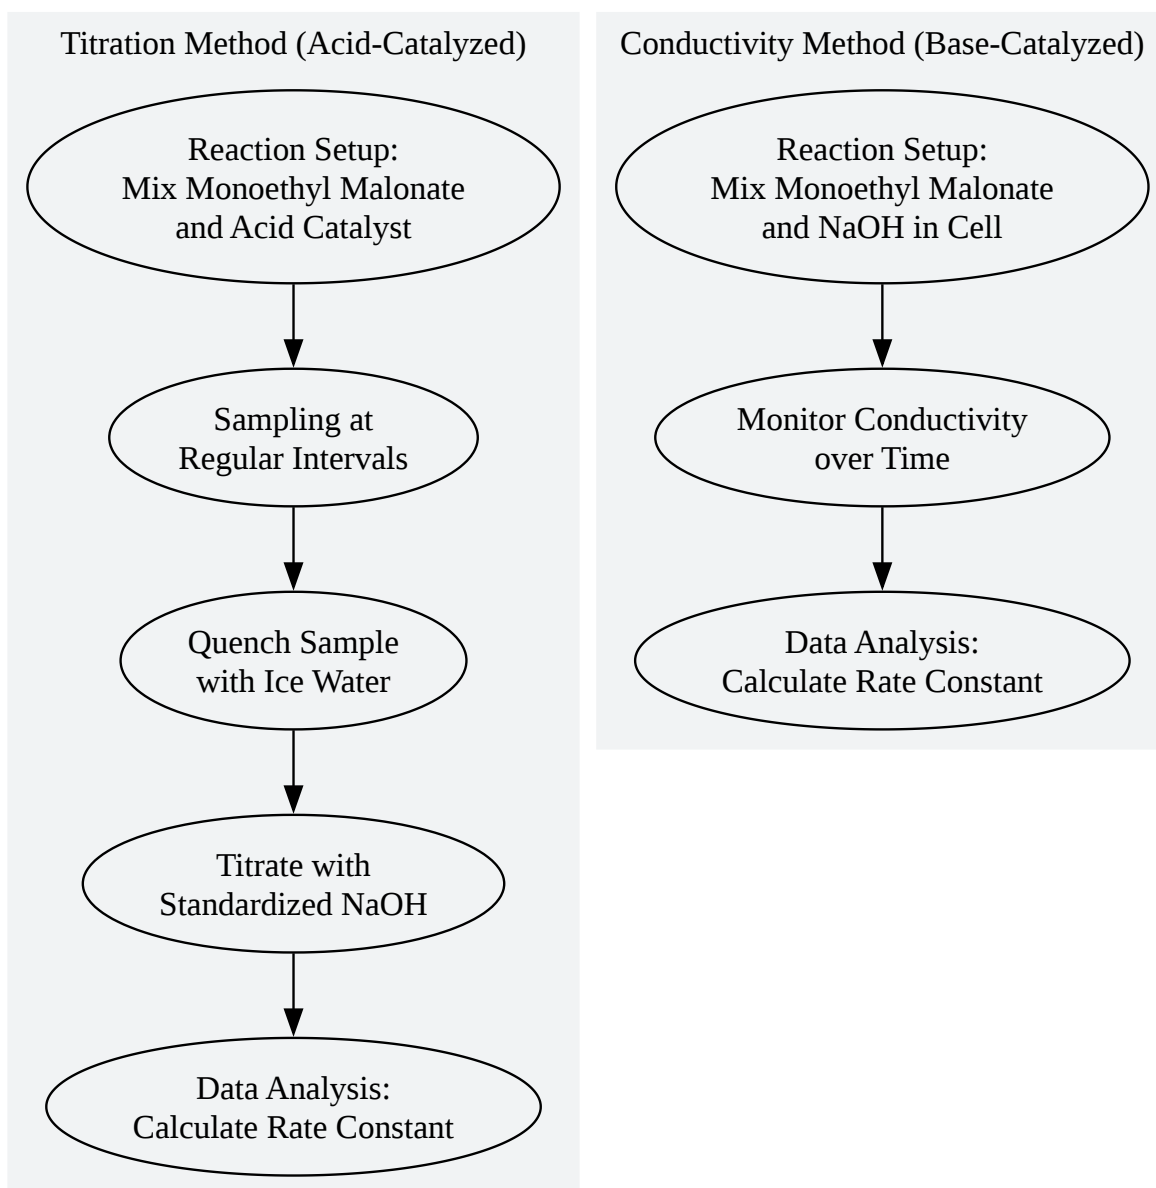 Titration Method (Acid-Catalyzed)
Reaction Setup:
Mix Monoethyl Malonate
and Acid Catalyst
Sampling at
Regular Intervals
Quench Sample
with Ice Water
Titrate with
Standardized NaOH
Data Analysis:
Calculate Rate Constant
Conductivity Method (Base-Catalyzed)
Reaction Setup:
Mix Monoethyl Malonate
and NaOH in Cell
Monitor Conductivity
over Time
Data Analysis:
Calculate Rate Constant